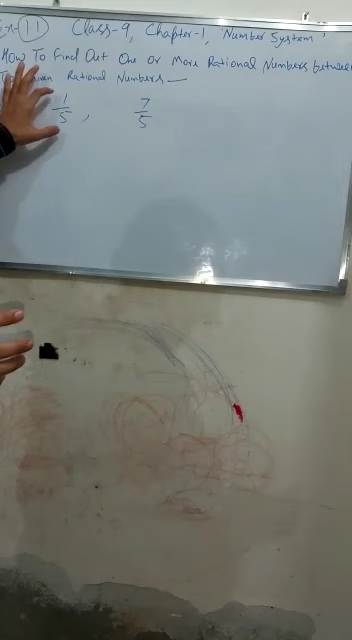 11 Class-9, Chapter-1, 'Number System'
How To Find Out One or More Rational Numbers between
Rational Numbers —
1/5 , 7/5